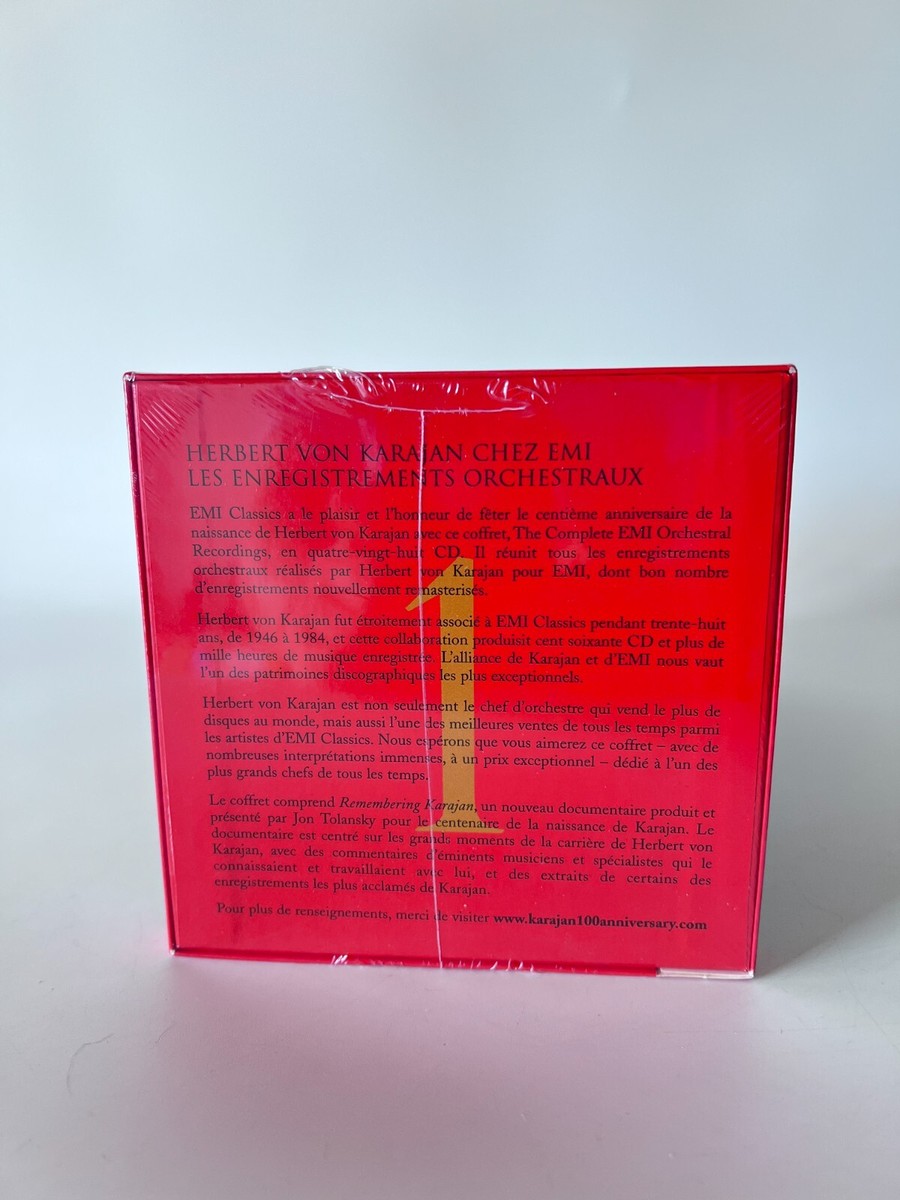 HERBERT VON KARAJAN CHEZ EMI
LES ENREGISTREMENTS ORCHESTRAUX
EMI Classics a le plaisir et l'honneur de fêter le centième anniversaire de la
naissance de Herbert von Karajan avec ce coffret, The Complete EMI Orchestral
Recordings, en quatre-vingt-huit CD. Il réunit tous les enregistrements
orchestraux réalisés par Herbert von Karajan pour EMI, dont bon nombre
d'enregistrements nouvellement remasterisés.
Herbert von Karajan fut étroitement associé à EMI Classics pendant trente-huit
ans, de 1946 à 1984, et cette collaboration produisit cent soixante CD et plus de
mille heures de musique enregistrée. L'alliance de Karajan et d'EMI nous vaut
l'un des patrimoines discographiques les plus exceptionnels.
Herbert von Karajan est non seulement le chef d'orchestre qui vend le plus de
disques au monde, mais aussi l'une des meilleures ventes de tous les temps parmi
les artistes d'EMI Classics. Nous espérons que vous aimerez ce coffret – avec de
nombreuses interprétations immenses, à un prix exceptionnel – dédié à l'un des
plus grands chefs de tous les temps.
Le coffret comprend Remembering Karajan, un nouveau documentaire produit et
présenté par Jon Tolansky pour le centenaire de la naissance de Karajan. Le
documentaire est centré sur les grands moments de la carrière de Herbert von
Karajan, avec des commentaires d'éminents musiciens et spécialistes qui le
connaissaient et travaillaient avec lui, et des extraits de certains des
enregistrements les plus acclamés de Karajan.
Pour plus de renseignements, merci de visiter www.karajan100anniversary.com
1